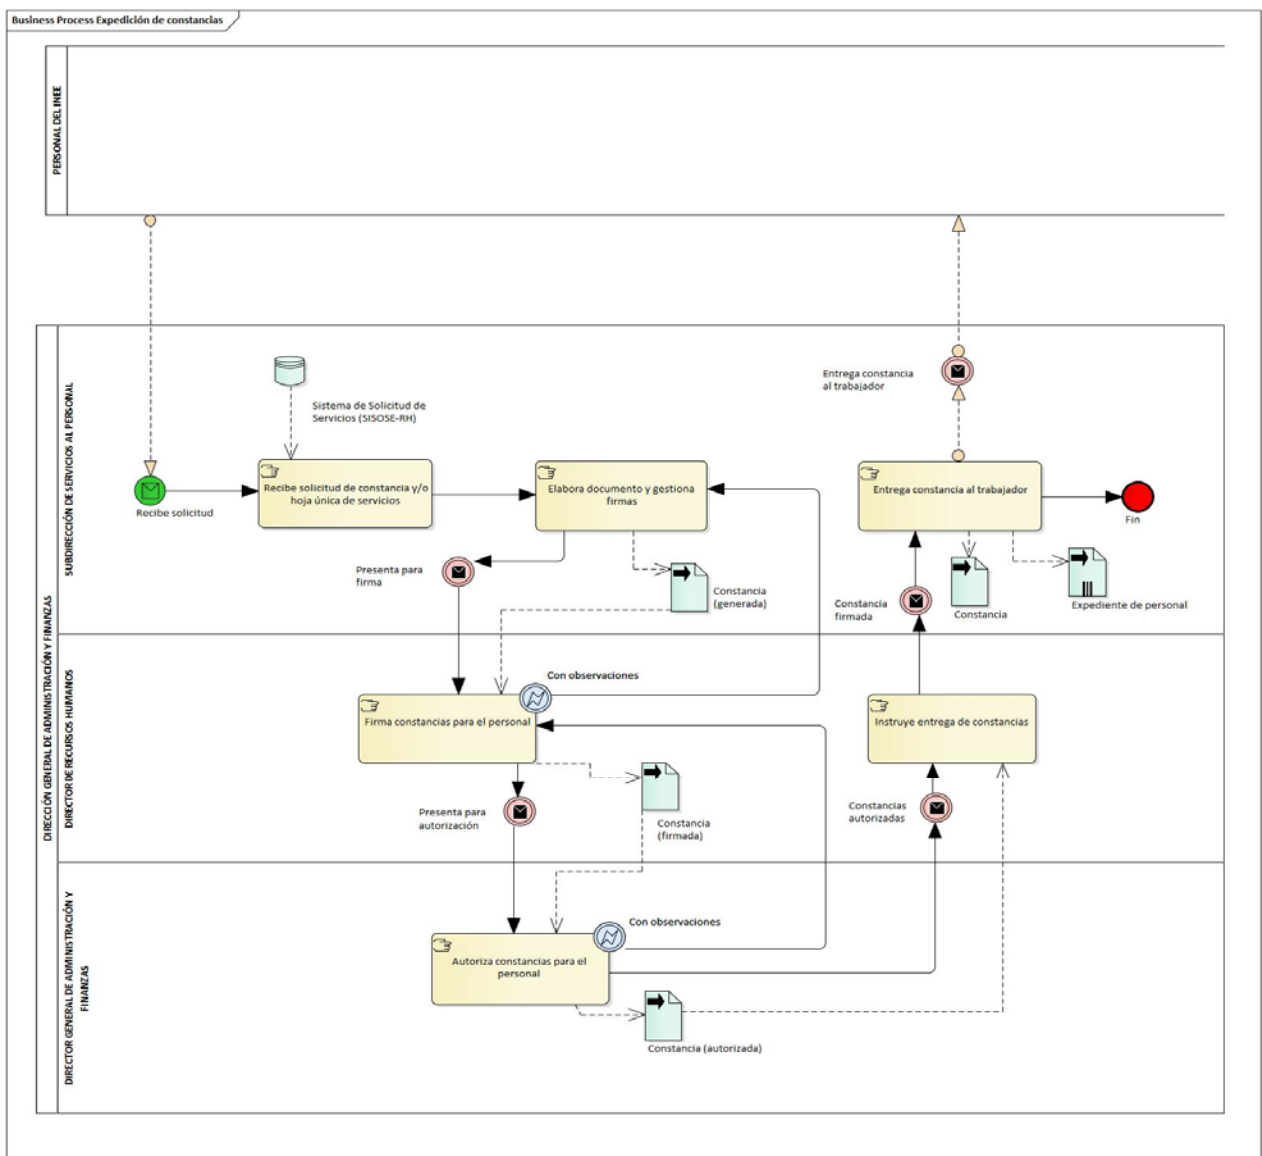 Business Process Expedición de constancias
PERSONAL DEL INEE
DIRECCIÓN GENERAL DE ADMINISTRACIÓN Y FINANZAS
SUBDIRECCIÓN DE SERVICIOS AL PERSONAL
Entrega constancia
al trabajador
Sistema de Solicitud de
Servicios (SISOSE-RH)
Recibe solicitud
Recibe solicitud de constancia y/o
hoja única de servicios
Elabora documento y gestiona
firmas
Entrega constancia al trabajador
Fin
Presenta para
firma
Constancia
(generada)
Constancia
firmada
Constancia
Expediente de personal
DIRECTOR DE RECURSOS HUMANOS
Con observaciones
Firma constancias para el personal
Instruye entrega de constancias
Presenta para
autorización
Constancia
(firmada)
Constancias
autorizadas
DIRECTOR GENERAL DE ADMINISTRACIÓN Y
FINANZAS
Con observaciones
Autoriza constancias para el
personal
Constancia (autorizada)